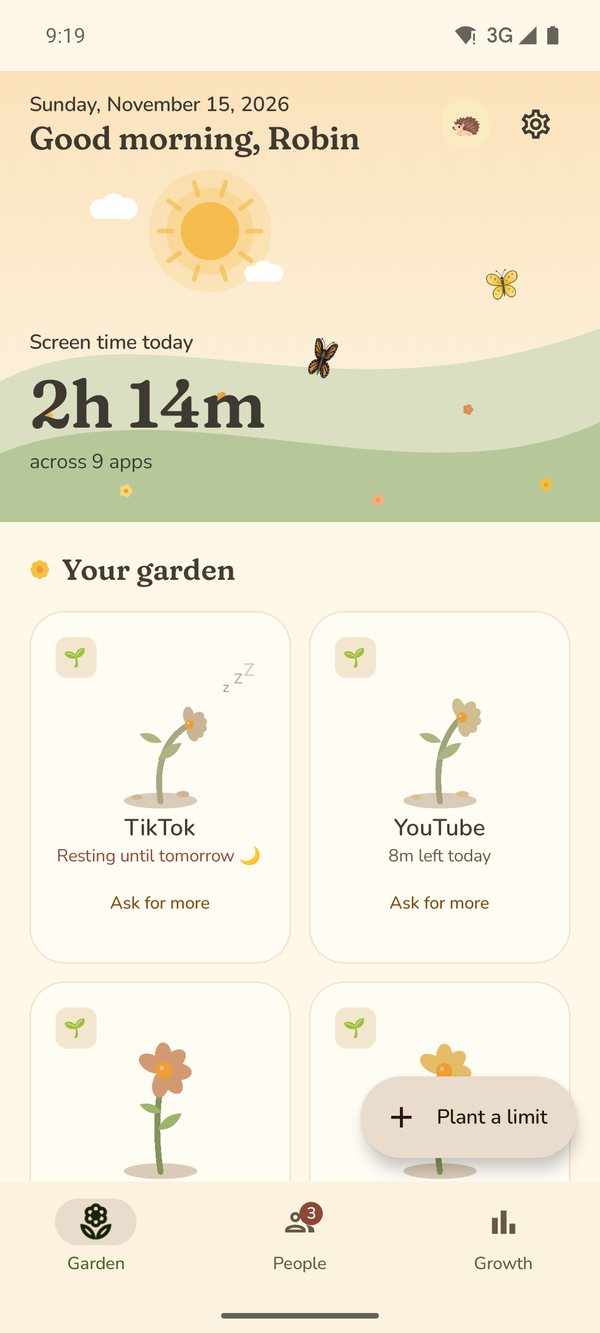 9:19
3G
Sunday, November 15, 2026
Good morning, Robin
Screen time today
2h 14m
across 9 apps
Your garden
z z Z
TikTok
Resting until tomorrow 🌙
Ask for more
YouTube
8m left today
Ask for more
+ Plant a limit
3
Garden
People
Growth